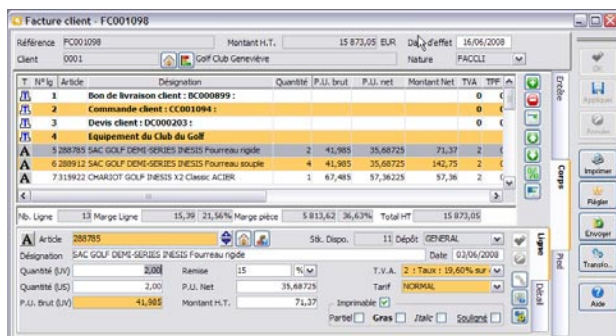 Facture client - FC001098
Référence FC001098 Montant H.T. 15 873,05 EUR Date d'effet 16/06/2008
Client 0001 Golf Club Geneviève Nature FACCLI
T N° lg Article Désignation Quantité P.U. brut P.U. net Montant Net TVA TPF
1 Bon de livraison client : BC000899 : 0
2 Commande client : CC001094 : 0
3 Devis client : DC000203 : 0
4 Equipement du Club du Golf
A 5 288785 SAC GOLF DEMI-SERIES INESIS Fourreau rigide 2 41,985 35,68725 71,37 2
A 6 288912 SAC GOLF DEMI-SERIES INESIS Fourreau souple 4 41,985 35,68725 142,75 2
A 7 319922 CHARIOT GOLF INESIS X2 Classic ACIER 1 67,485 57,36225 57,36 2
Nb. Ligne 13 Marge Ligne 15,39 21,56% Marge pièce 5 813,62 36,63% Total HT 15 873,05
A Article 288785 Stk. Dispo. 11 Dépôt GENERAL
Désignation SAC GOLF DEMI-SERIES INESIS Fourreau rigide Date 03/06/2008
Quantité (UV) 2,00 Remise 15 % T.V.A. 2 : Taux : 19,60% sur
Quantité (US) 2,00 P.U. Net 35,68725 Tarif NORMAL
P.U. Brut (UV) 41,985 Montant H.T. 71,37 Imprimable
Partiel Gras Italic Souligné
Entête
Corps
Pied
Ligne
Détail
OK
Appliquer
Annuler
Imprimer
Régler
Envoyer
Transfo...
Aide